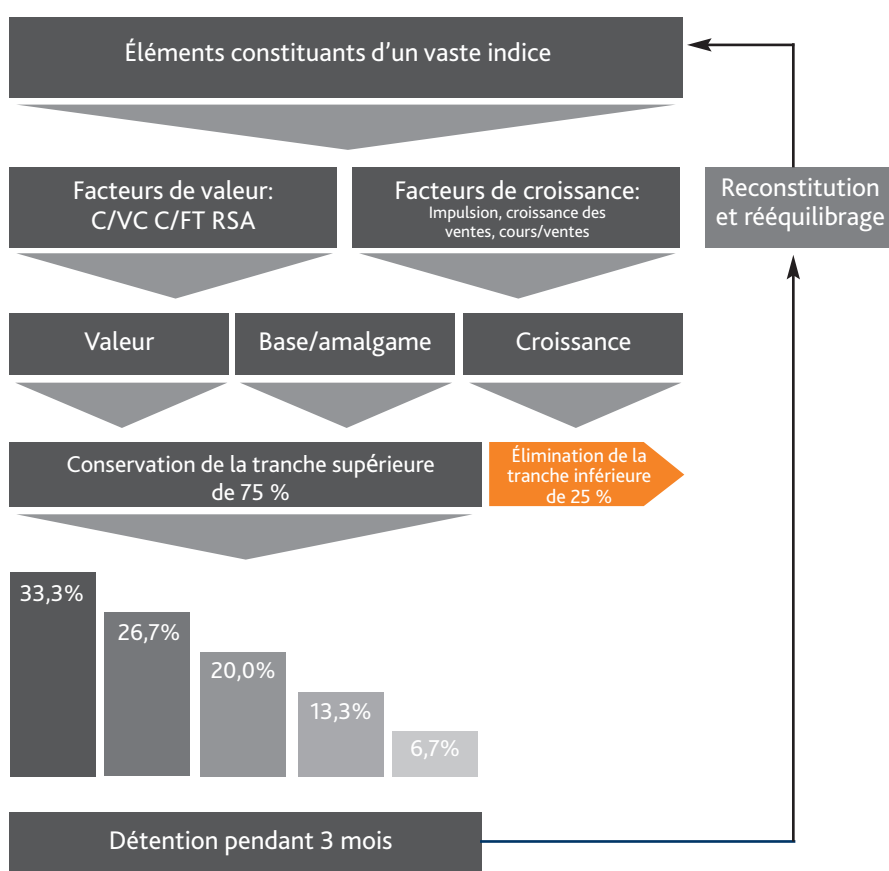 Éléments constituants d'un vaste indice
Facteurs de valeur:
C/VC C/FT RSA
Facteurs de croissance:
Impulsion, croissance des
ventes, cours/ventes
Reconstitution
et rééquilibrage
Valeur
Base/amalgame
Croissance
Conservation de la tranche supérieure
de 75 %
Élimination de la
tranche inférieure
de 25 %
33,3%
26,7%
20,0%
13,3%
6,7%
Détention pendant 3 mois